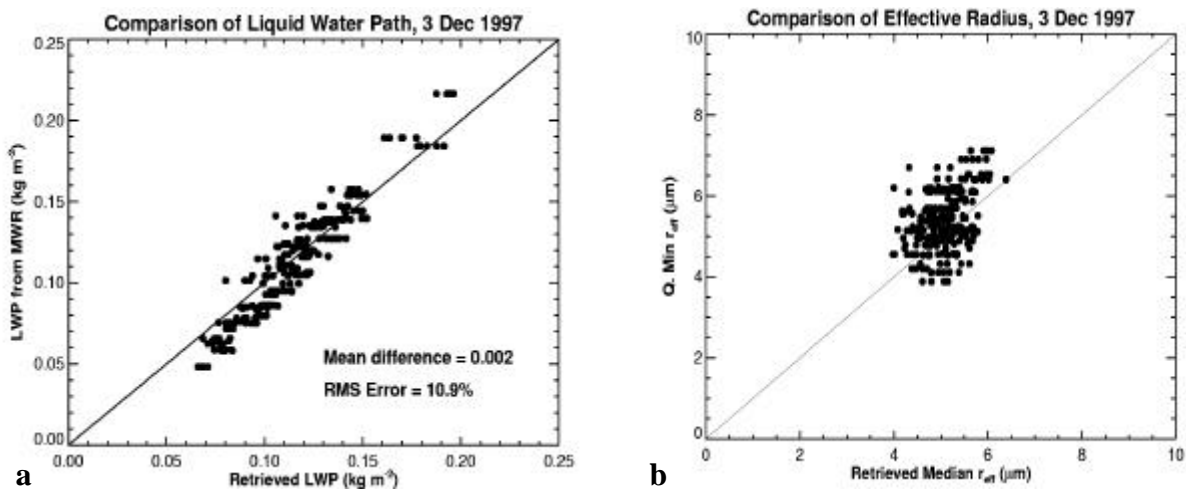 Comparison of Liquid Water Path, 3 Dec 1997
LWP from MWR (kg m⁻²)
0.25
0.20
0.15
0.10
0.05
0.00
Mean difference = 0.002
RMS Error = 10.9%
0.00 0.05 0.10 0.15 0.20 0.25
Retrieved LWP (kg m⁻²)
a
Comparison of Effective Radius, 3 Dec 1997
Q. Min r_eff (μm)
10
8
6
4
2
0
0 2 4 6 8 10
Retrieved Median r_eff (μm)
b